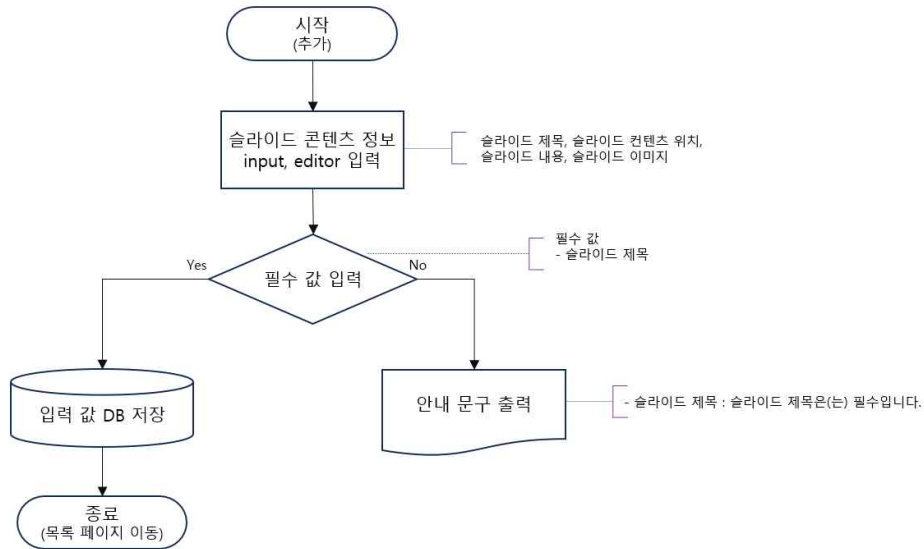 시작
(추가)
슬라이드 콘텐츠 정보
input, editor 입력
슬라이드 제목, 슬라이드 컨텐츠 위치,
슬라이드 내용, 슬라이드 이미지
필수 값
- 슬라이드 제목
Yes
필수 값 입력
No
입력 값 DB 저장
안내 문구 출력
- 슬라이드 제목 : 슬라이드 제목은(는) 필수입니다.
종료
(목록 페이지 이동)